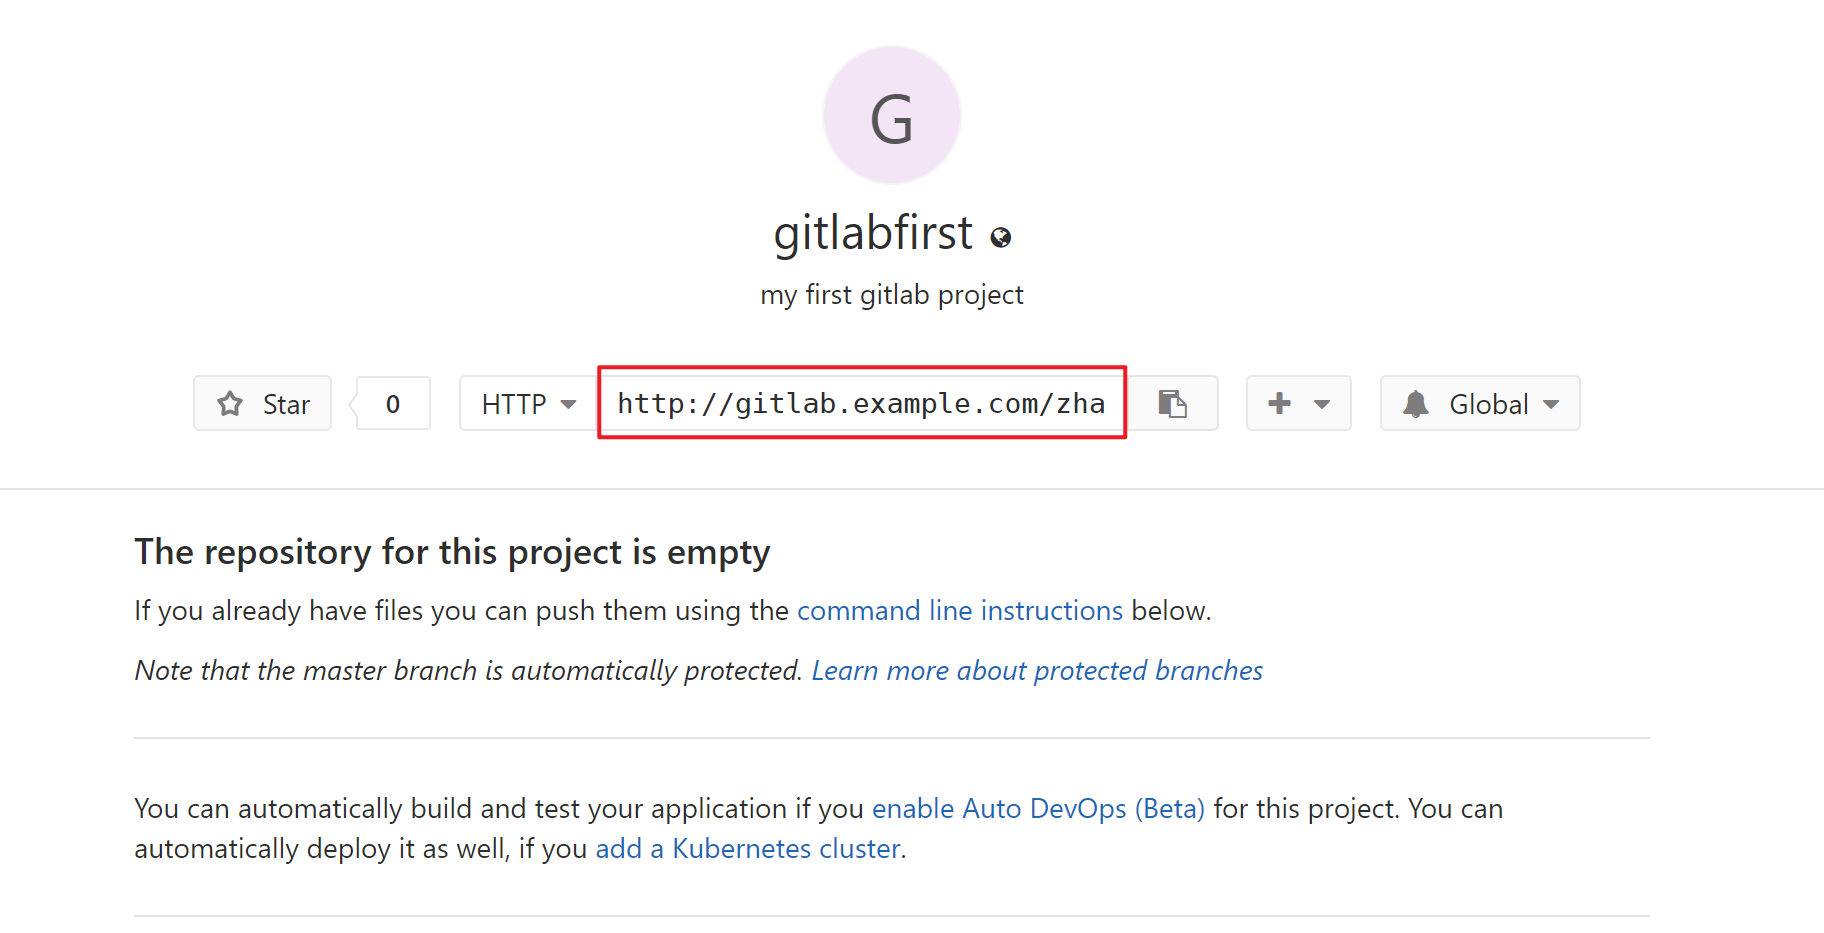 G
gitlabfirst
my first gitlab project
Star 0 HTTP http://gitlab.example.com/zha Global
The repository for this project is empty
If you already have files you can push them using the command line instructions below.
Note that the master branch is automatically protected. Learn more about protected branches
You can automatically build and test your application if you enable Auto DevOps (Beta) for this project. You can
automatically deploy it as well, if you add a Kubernetes cluster.